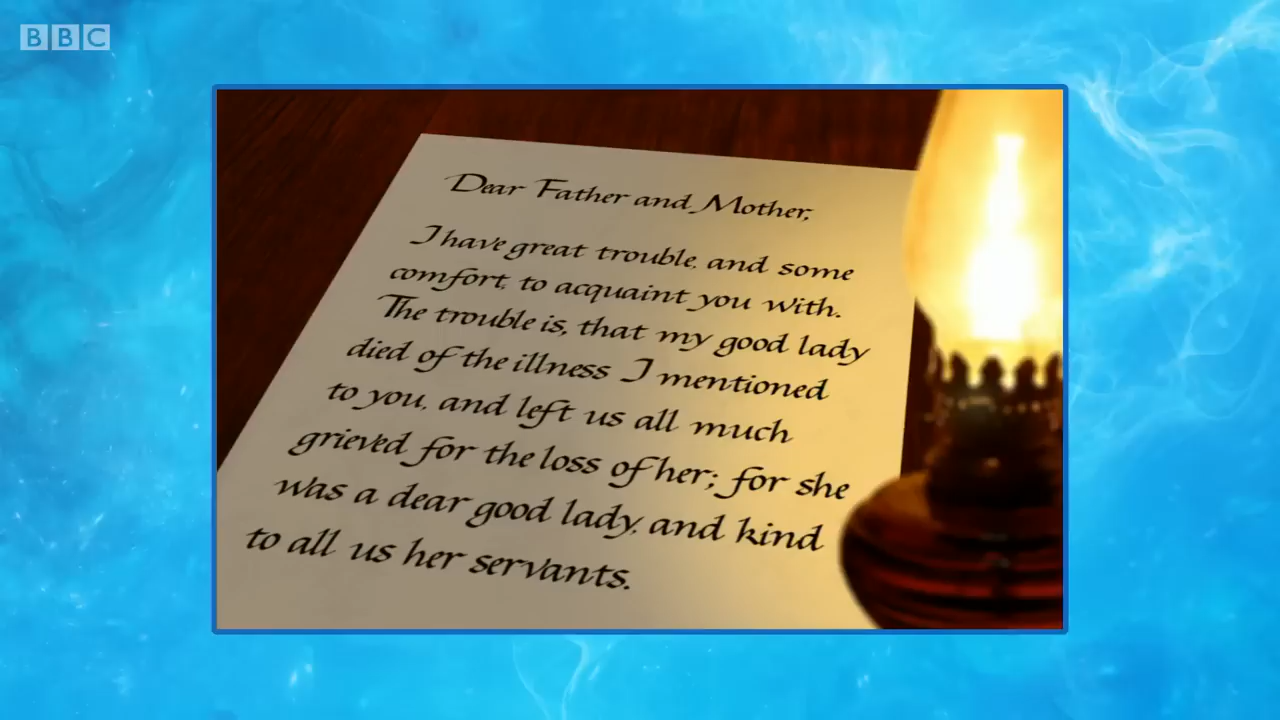 BBC
Dear Father and Mother,
I have great trouble, and some
comfort, to acquaint you with.
The trouble is, that my good lady
died of the illness I mentioned
to you, and left us all much
grieved for the loss of her; for she
was a dear good lady, and kind
to all us her servants.